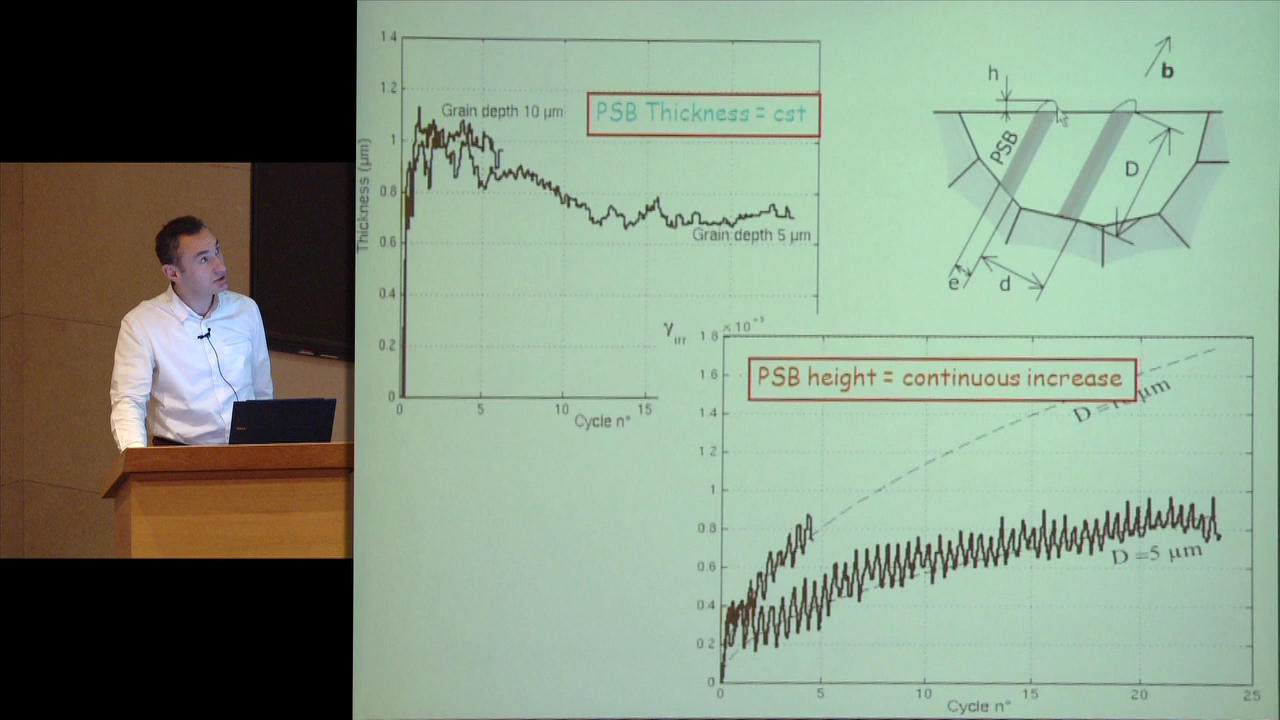 1.4
1.2
1
0.8
0.6
0.4
0.2
0
Thickness (µm)
Grain depth 10 µm
PSB Thickness = cst
Grain depth 5 µm
0
5
10
15
Cycle n°
h
b
PSB
D
e
d
γirr
1.8
1.6
1.4
1.2
1
0.8
0.6
0.4
0.2
0
PSB height = continuous increase
µm
D =5 µm
0
5
10
15
20
25
Cycle n°